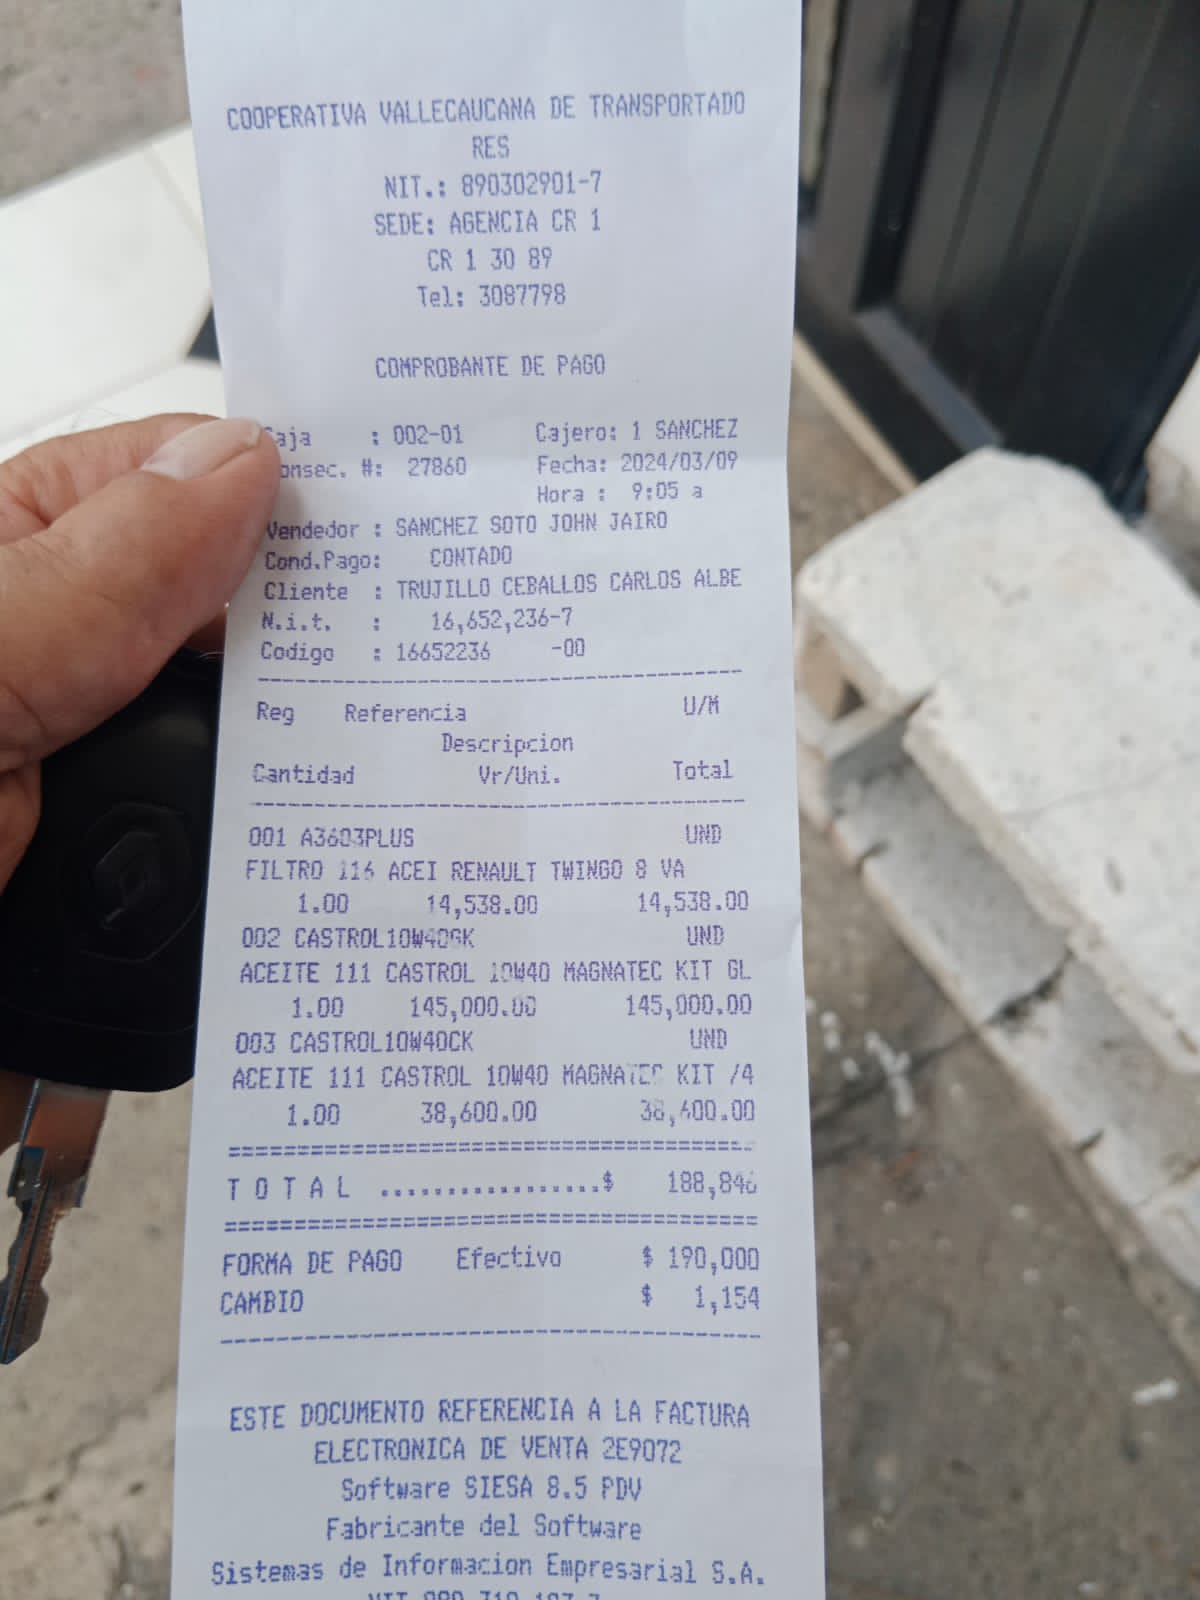 COOPERATIVA VALLECAUCANA DE TRANSPORTADO
RES
NIT.: 890302901-7
SEDE: AGENCIA CR 1
CR 1 30 89
Tel: 3087798
COMPROBANTE DE PAGO
Caja : 002-01 Cajero: 1 SANCHEZ
Consec. #: 27860 Fecha: 2024/03/09
Hora : 9:05 a
Vendedor : SANCHEZ SOTO JOHN JAIRO
Cond.Pago: CONTADO
Cliente : TRUJILLO CEBALLOS CARLOS ALBE
N.i.t. : 16,652,236-7
Codigo : 16652236 -00
Reg Referencia U/M
Descripcion
Cantidad Vr/Uni. Total
001 A3603PLUS UND
FILTRO 116 ACEI RENAULT TWINGO 8 VA
1.00 14,538.00 14,538.00
002 CASTROL10W40GK UND
ACEITE 111 CASTROL 10W40 MAGNATEC KIT GL
1.00 145,000.00 145,000.00
003 CASTROL10W40CK UND
ACEITE 111 CASTROL 10W40 MAGNATEC KIT /4
1.00 38,600.00 38,600.00
T O T A L .................$ 188,846
FORMA DE PAGO Efectivo $ 190,000
CAMBIO $ 1,154
ESTE DOCUMENTO REFERENCIA A LA FACTURA
ELECTRONICA DE VENTA 2E9072
Software SIESA 8.5 PDV
Fabricante del Software
Sistemas de Informacion Empresarial S.A.